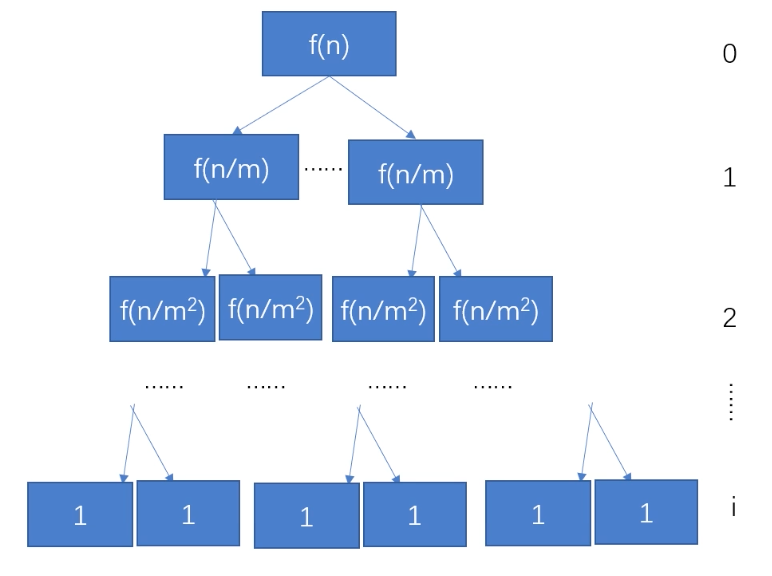 f(n) 0
f(n/m) ...... f(n/m) 1
f(n/m²) f(n/m²) f(n/m²) f(n/m²) 2
...... ...... ...... ...... ......
1 1 1 1 1 1 i